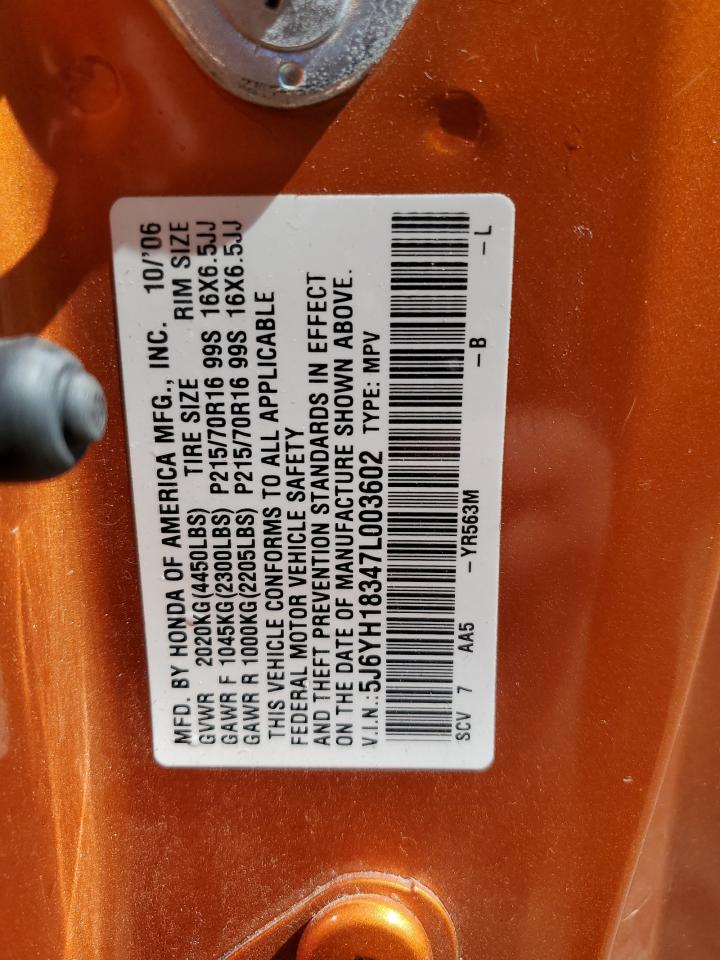 MFD. BY HONDA OF AMERICA MFG., INC. 10/'06
GVWR 2020KG(4450LBS) TIRE SIZE RIM SIZE
GAWR F 1045KG(2300LBS) P215/70R16 99S 16X6.5JJ
GAWR R 1000KG(2205LBS) P215/70R16 99S 16X6.5JJ
THIS VEHICLE CONFORMS TO ALL APPLICABLE
FEDERAL MOTOR VEHICLE SAFETY
AND THEFT PREVENTION STANDARDS IN EFFECT
ON THE DATE OF MANUFACTURE SHOWN ABOVE.
V.I.N.: 5J6YH18347L003602 TYPE: MPV
SCV 7 AA5 -YR563M -B -L